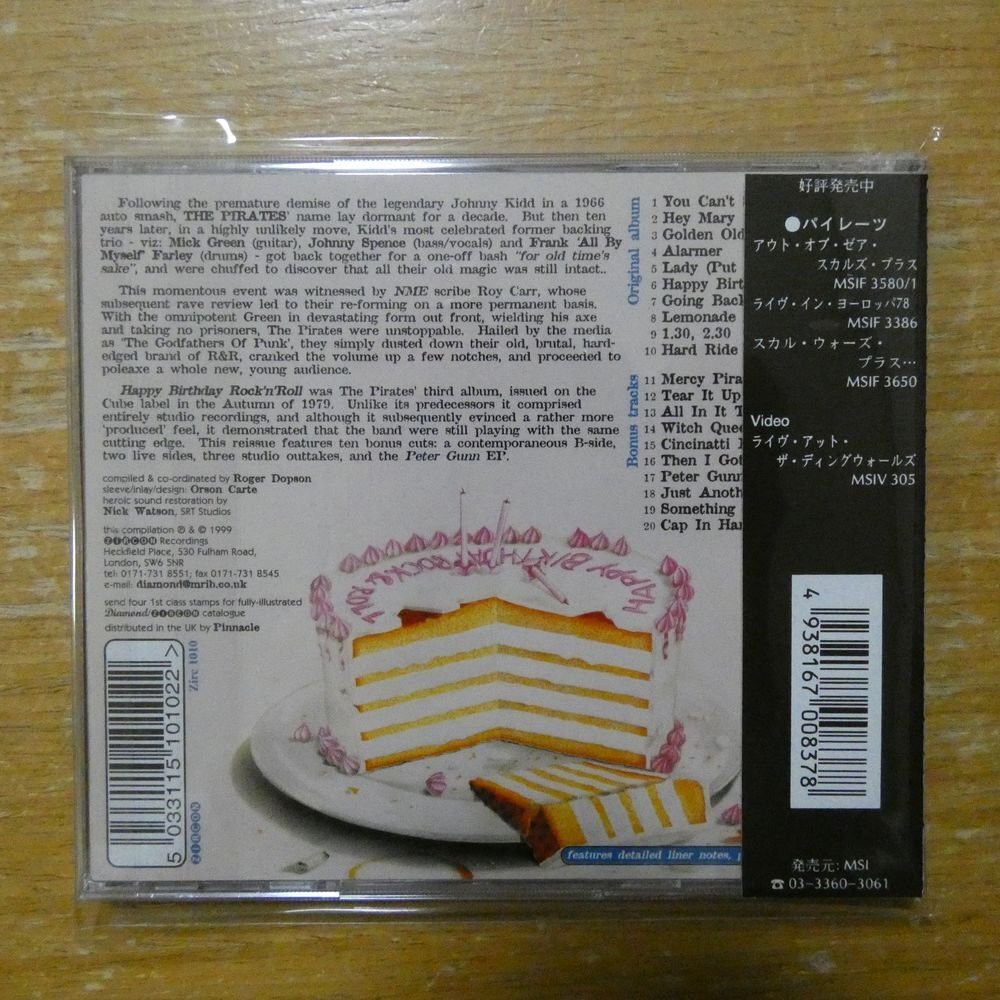 Following the premature demise of the legendary Johnny Kidd in a 1966
auto smash, THE PIRATES' name lay dormant for a decade. But then ten
years later, in a highly unlikely move, Kidd's most celebrated former backing
trio - viz: Mick Green (guitar), Johnny Spence (bass/vocals) and Frank 'All By
Myself' Farley (drums) - got back together for a one-off bash "for old time's
sake", and were chuffed to discover that all their old magic was still intact..
This momentous event was witnessed by NME scribe Roy Carr, whose
subsequent rave review led to their re-forming on a more permanent basis.
With the omnipotent Green in devastating form out front, wielding his axe
and taking no prisoners, The Pirates were unstoppable. Hailed by the media
as 'The Godfathers Of Punk', they simply dusted down their old, brutal, hard-
edged brand of R&R, cranked the volume up a few notches, and proceeded to
poleaxe a whole new, young audience.
Happy Birthday Rock'n'Roll was The Pirates' third album, issued on the
Cube label in the Autumn of 1979. Unlike its predecessors it comprised
entirely studio recordings, and although it subsequently evinced a rather more
'produced' feel, it demonstrated that the band were still playing with the same
cutting edge. This reissue features ten bonus cuts: a contemporaneous B-side,
two live sides, three studio outtakes, and the Peter Gunn EP.
compiled & co-ordinated by Roger Dopson
sleeve/inlay/design: Orson Carte
heroic sound restoration by
Nick Watson, SRT Studios
this compilation ℗ & © 1999
ZIRCON Recordings
Heckfield Place, 530 Fulham Road,
London, SW6 5NR
tel: 0171-731 8551; fax 0171-731 8545
e-mail: diamond@mrib.co.uk
send four 1st class stamps for fully-illustrated
Diamond/ZIRCON catalogue
distributed in the UK by Pinnacle
Zirc 1010
5 033115 101022 >
ZIRCON
Original album
1 You Can't
2 Hey Mary
3 Golden Old
4 Alarmer
5 Lady (Put
6 Happy Birt
7 Going Back
8 Lemonade
9 1.30, 2.30
10 Hard Ride
Bonus tracks
11 Mercy Pira
12 Tear It Up
13 All In It T
14 Witch Quee
15 Cincinatti
16 Then I Got
17 Peter Gunn
18 Just Anoth
19 Something
20 Cap In Han
HAPPY BIRTHDAY ROCK & ROLL
features detailed liner notes, p
好評発売中
●パイレーツ
アウト・オブ・ゼア・
スカルズ・プラス
MSIF 3580/1
ライヴ・イン・ヨーロッパ78
MSIF 3386
スカル・ウォーズ・
プラス…
MSIF 3650
Video
ライヴ・アット・
ザ・ディングウォールズ
MSIV 305
4 938167 008378
発売元: MSI
☎ 03-3360-3061